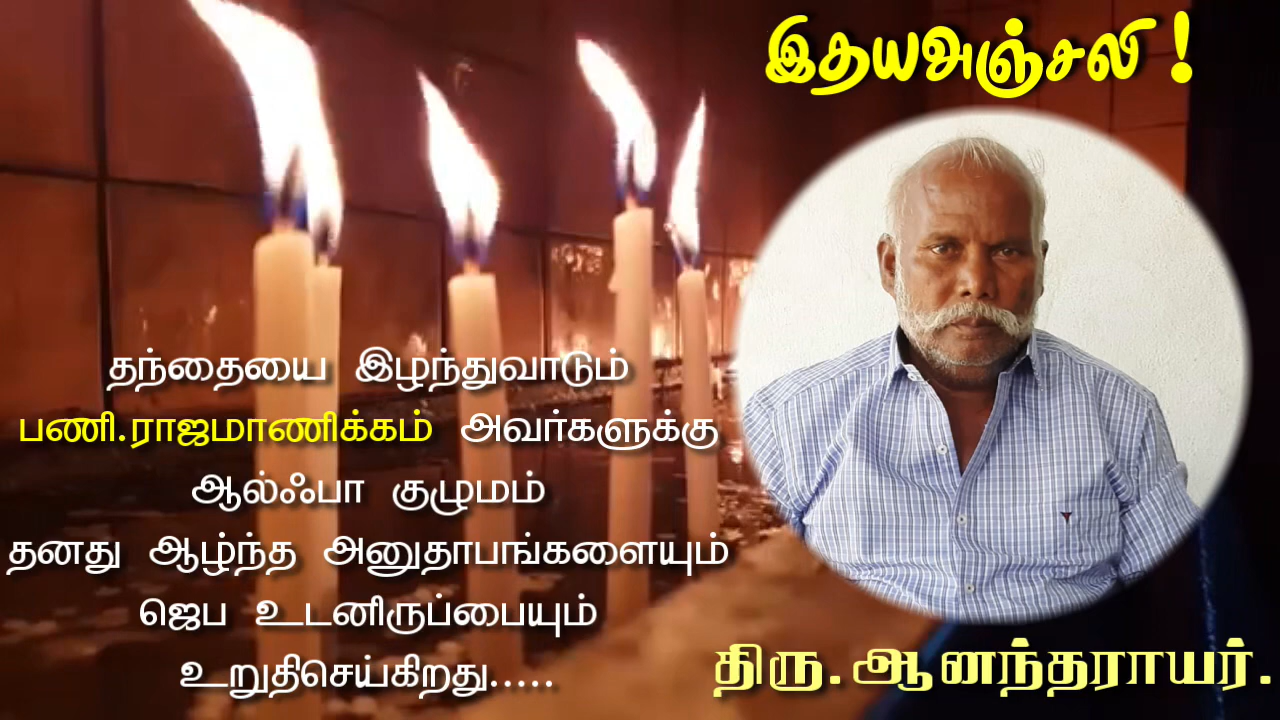 இதயஅஞ்சலி !
தந்தையை இழந்துவாடும்
பணி.ராஜமாணிக்கம் அவர்களுக்கு
ஆல்ஃபா குழுமம்
தனது ஆழ்ந்த அனுதாபங்களையும்
ஜெப உடனிருப்பையும்
உறுதிசெய்கிறது.....
திரு.ஆனந்தராயர்.